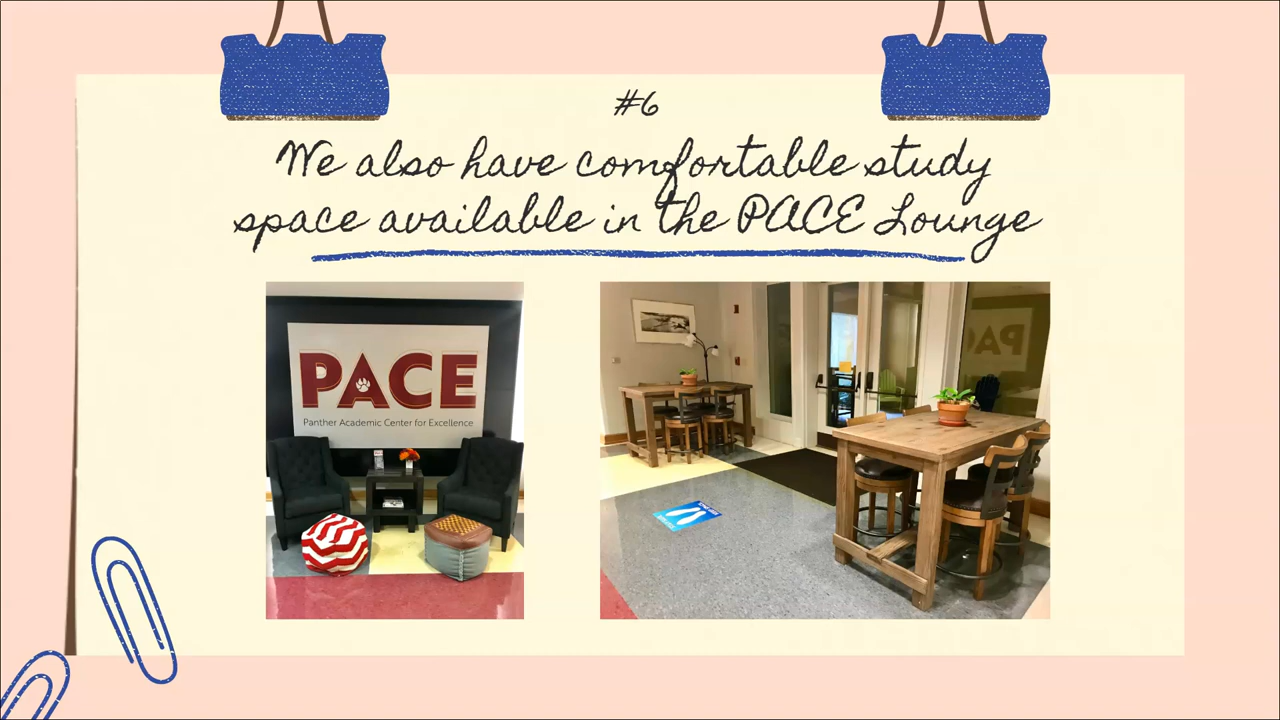 #6
We also have comfortable study
space available in the PACE Lounge
PACE
Panther Academic Center for Excellence